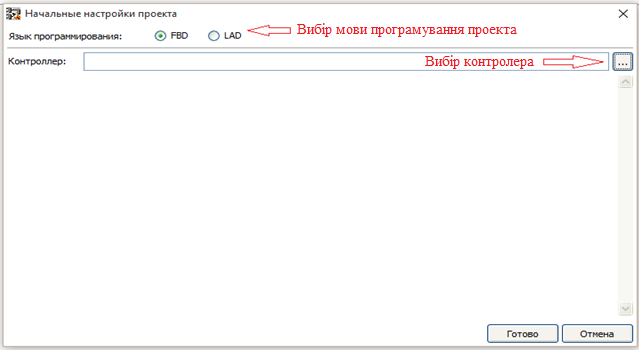 Начальные настройки проекта
Язык программирования: FBD LAD Вибір мови програмування проекта
Контроллер: Вибір контролера ...
Готово Отмена